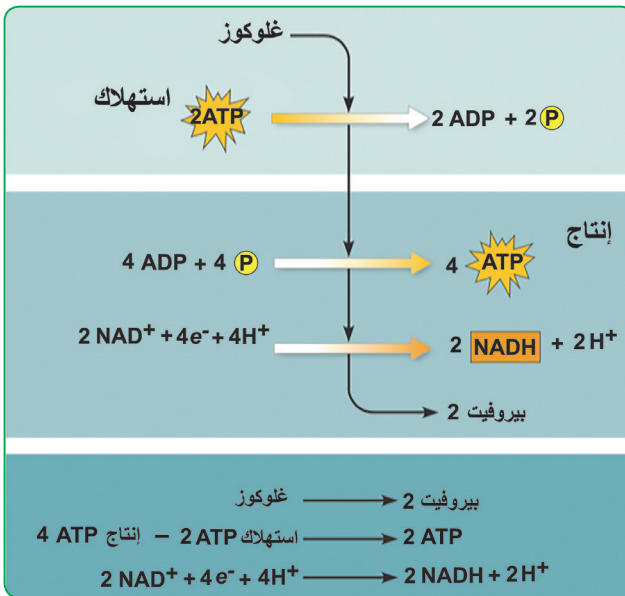 غلوكوز
استهلاك 2ATP 2 ADP + 2 P
إنتاج
4 ADP + 4 P 4 ATP
2 NAD⁺ + 4e⁻ + 4H⁺ 2 NADH + 2H⁺
2 بيروفيت
غلوكوز 2 بيروفيت
إنتاج 4 ATP – استهلاك 2 ATP 2 ATP
2 NAD⁺ + 4e⁻ + 4H⁺ 2 NADH + 2H⁺